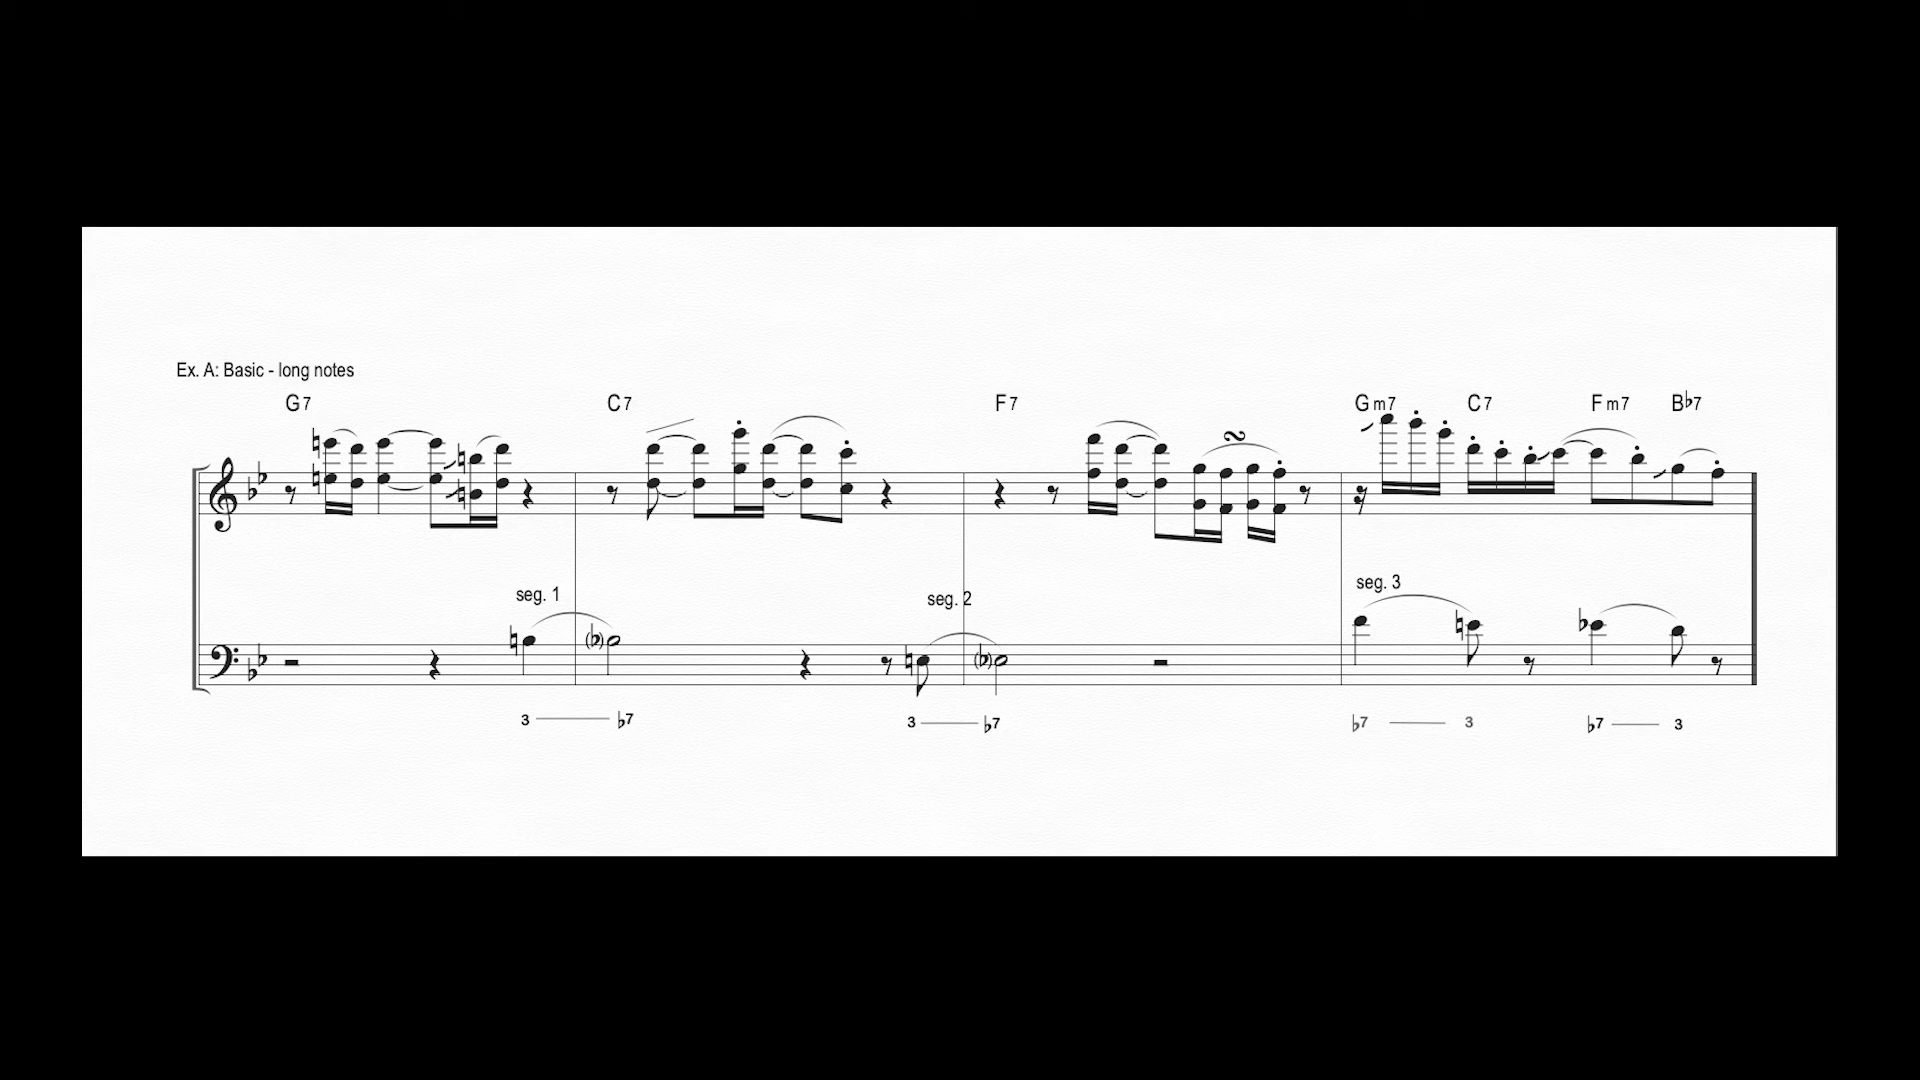 Ex. A: Basic - long notes
G7 C7 F7 Gm7 C7 Fm7 B♭7
seg. 1 seg. 2 seg. 3
3 ♭7 3 ♭7 ♭7 3 ♭7 3